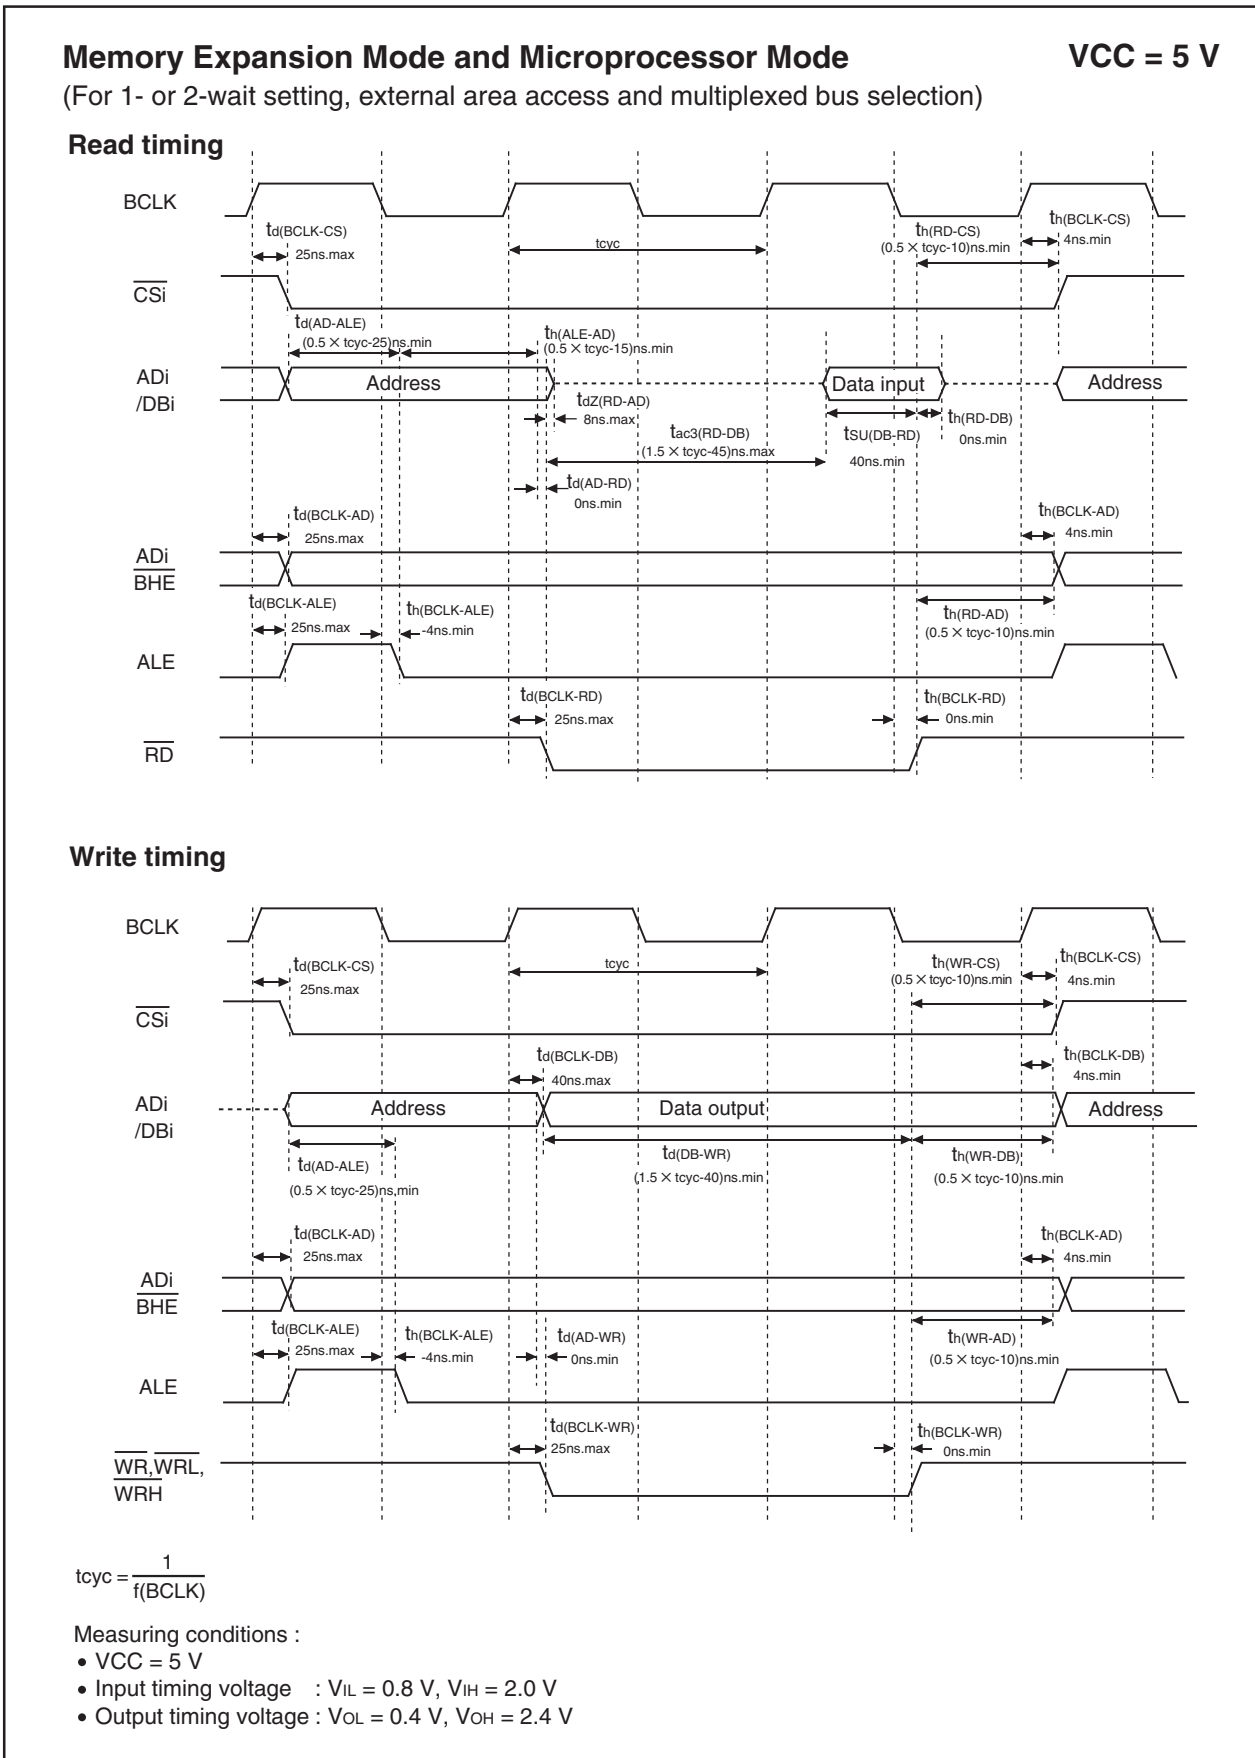 Memory Expansion Mode and Microprocessor Mode VCC = 5 V
(For 1- or 2-wait setting, external area access and multiplexed bus selection)
Read timing
BCLK
td(BCLK-CS)
25ns.max
tcyc
th(RD-CS)
(0.5 × tcyc-10)ns.min
th(BCLK-CS)
4ns.min
CSi
td(AD-ALE)
(0.5 × tcyc-25)ns.min
th(ALE-AD)
(0.5 × tcyc-15)ns.min
ADi
/DBi
Address
Data input
Address
tdZ(RD-AD)
8ns.max
tac3(RD-DB)
(1.5 × tcyc-45)ns.max
tSU(DB-RD)
40ns.min
th(RD-DB)
0ns.min
td(AD-RD)
0ns.min
td(BCLK-AD)
25ns.max
th(BCLK-AD)
4ns.min
ADi
BHE
td(BCLK-ALE)
25ns.max
th(BCLK-ALE)
-4ns.min
th(RD-AD)
(0.5 × tcyc-10)ns.min
ALE
td(BCLK-RD)
25ns.max
th(BCLK-RD)
0ns.min
RD
Write timing
BCLK
td(BCLK-CS)
25ns.max
tcyc
th(WR-CS)
(0.5 × tcyc-10)ns.min
th(BCLK-CS)
4ns.min
CSi
td(BCLK-DB)
40ns.max
th(BCLK-DB)
4ns.min
ADi
/DBi
Address
Data output
Address
td(AD-ALE)
(0.5 × tcyc-25)ns.min
td(DB-WR)
(1.5 × tcyc-40)ns.min
th(WR-DB)
(0.5 × tcyc-10)ns.min
td(BCLK-AD)
25ns.max
th(BCLK-AD)
4ns.min
ADi
BHE
td(BCLK-ALE)
25ns.max
th(BCLK-ALE)
-4ns.min
td(AD-WR)
0ns.min
th(WR-AD)
(0.5 × tcyc-10)ns.min
ALE
td(BCLK-WR)
25ns.max
th(BCLK-WR)
0ns.min
WR,WRL,
WRH
tcyc = 1
f(BCLK)
Measuring conditions :
• VCC = 5 V
• Input timing voltage : VIL = 0.8 V, VIH = 2.0 V
• Output timing voltage : VOL = 0.4 V, VOH = 2.4 V